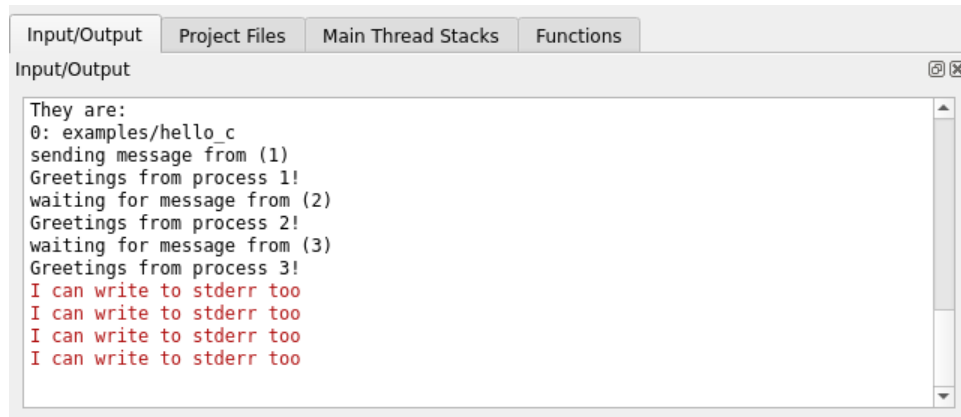 Input/Output Project Files Main Thread Stacks Functions
Input/Output
They are:
0: examples/hello_c
sending message from (1)
Greetings from process 1!
waiting for message from (2)
Greetings from process 2!
waiting for message from (3)
Greetings from process 3!
I can write to stderr too
I can write to stderr too
I can write to stderr too
I can write to stderr too